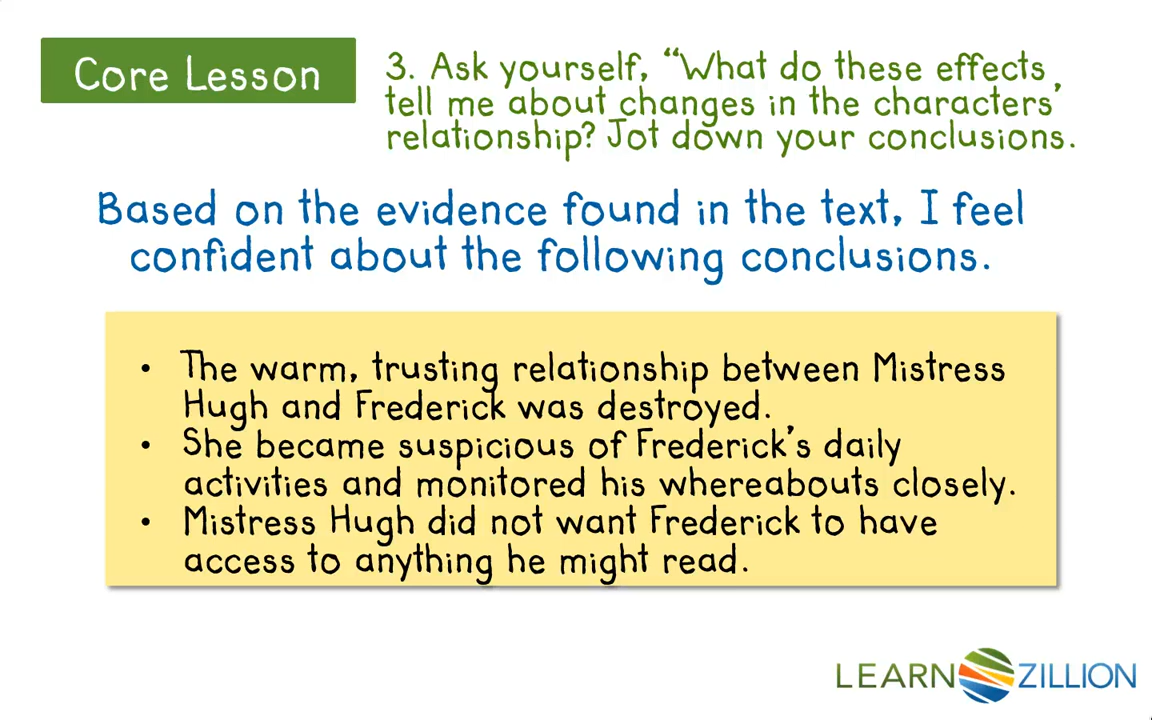 Core Lesson
3. Ask yourself, “What do these effects
tell me about changes in the characters’
relationship? Jot down your conclusions.
Based on the evidence found in the text, I feel
confident about the following conclusions.
• The warm, trusting relationship between Mistress
Hugh and Frederick was destroyed.
• She became suspicious of Frederick’s daily
activities and monitored his whereabouts closely.
• Mistress Hugh did not want Frederick to have
access to anything he might read.
LEARN ZILLION